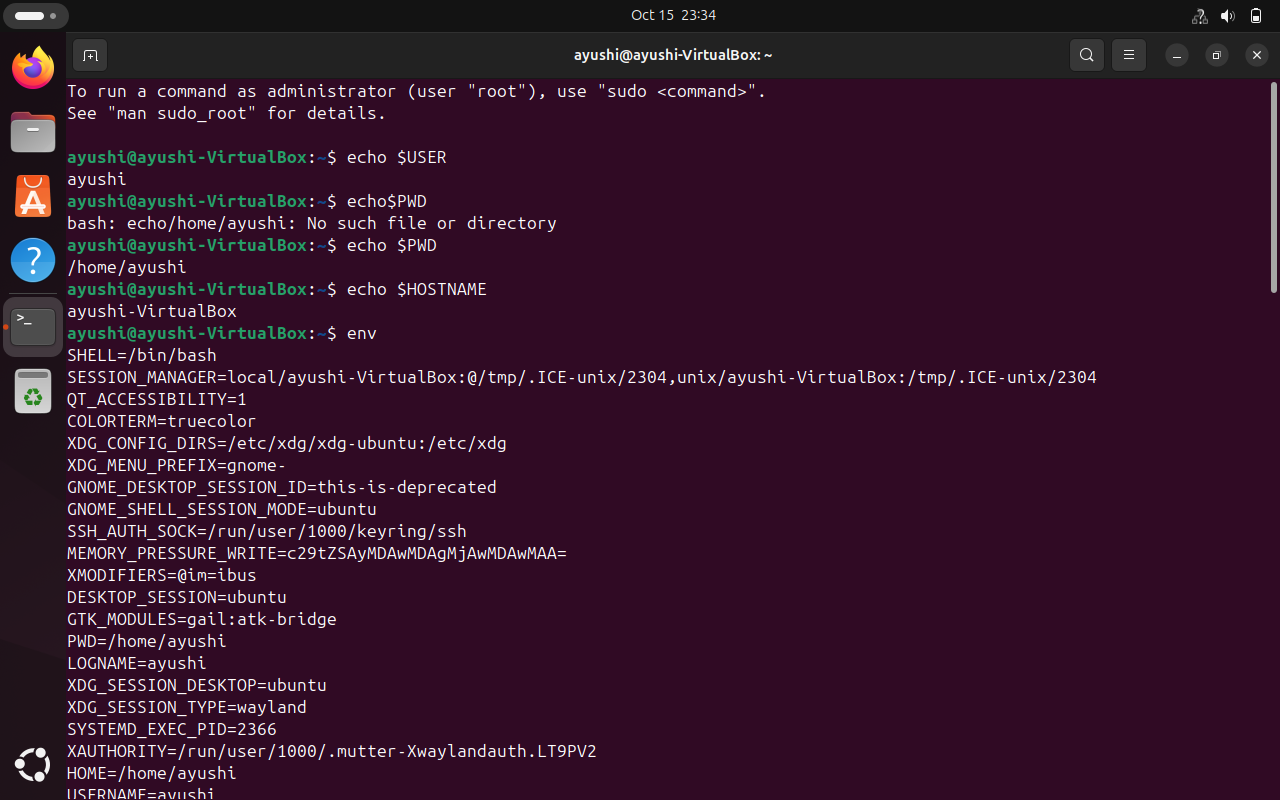 Oct 15 23:34
ayushi@ayushi-VirtualBox: ~
To run a command as administrator (user "root"), use "sudo <command>".
See "man sudo_root" for details.
ayushi@ayushi-VirtualBox:~$ echo $USER
ayushi
ayushi@ayushi-VirtualBox:~$ echo$PWD
bash: echo/home/ayushi: No such file or directory
ayushi@ayushi-VirtualBox:~$ echo $PWD
/home/ayushi
ayushi@ayushi-VirtualBox:~$ echo $HOSTNAME
ayushi-VirtualBox
ayushi@ayushi-VirtualBox:~$ env
SHELL=/bin/bash
SESSION_MANAGER=local/ayushi-VirtualBox:@/tmp/.ICE-unix/2304,unix/ayushi-VirtualBox:/tmp/.ICE-unix/2304
QT_ACCESSIBILITY=1
COLORTERM=truecolor
XDG_CONFIG_DIRS=/etc/xdg/xdg-ubuntu:/etc/xdg
XDG_MENU_PREFIX=gnome-
GNOME_DESKTOP_SESSION_ID=this-is-deprecated
GNOME_SHELL_SESSION_MODE=ubuntu
SSH_AUTH_SOCK=/run/user/1000/keyring/ssh
MEMORY_PRESSURE_WRITE=c29tZSAyMDAwMDAgMjAwMDAwMAA=
XMODIFIERS=@im=ibus
DESKTOP_SESSION=ubuntu
GTK_MODULES=gail:atk-bridge
PWD=/home/ayushi
LOGNAME=ayushi
XDG_SESSION_DESKTOP=ubuntu
XDG_SESSION_TYPE=wayland
SYSTEMD_EXEC_PID=2366
XAUTHORITY=/run/user/1000/.mutter-Xwaylandauth.LT9PV2
HOME=/home/ayushi
USERNAME=ayushi